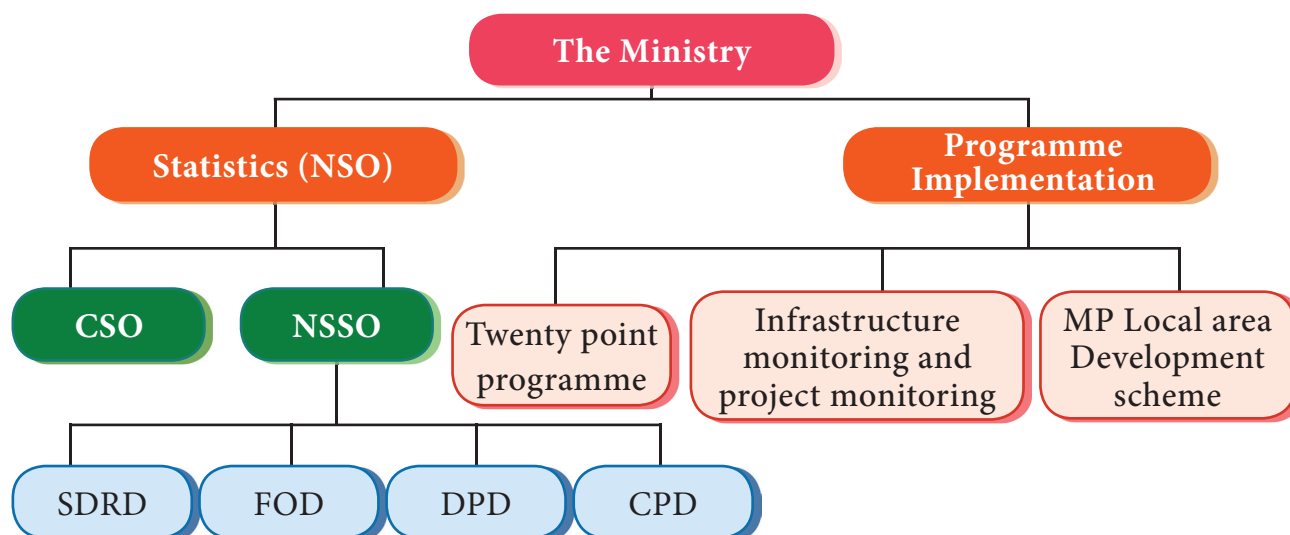 The Ministry
Statistics (NSO)
Programme
Implementation
CSO
NSSO
Twenty point
programme
Infrastructure
monitoring and
project monitoring
MP Local area
Development
scheme
SDRD
FOD
DPD
CPD